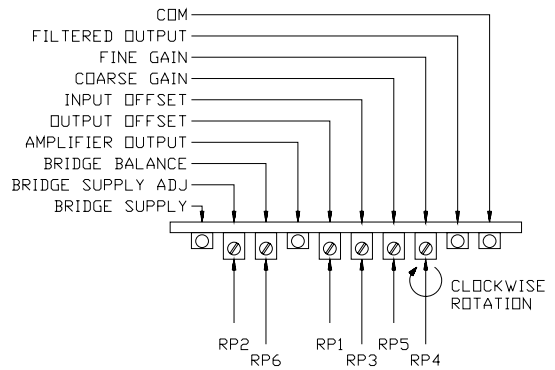 COM
FILTERED OUTPUT
FINE GAIN
COARSE GAIN
INPUT OFFSET
OUTPUT OFFSET
AMPLIFIER OUTPUT
BRIDGE BALANCE
BRIDGE SUPPLY ADJ
BRIDGE SUPPLY
CLOCKWISE
ROTATION
RP2 RP1 RP5
RP6 RP3 RP4